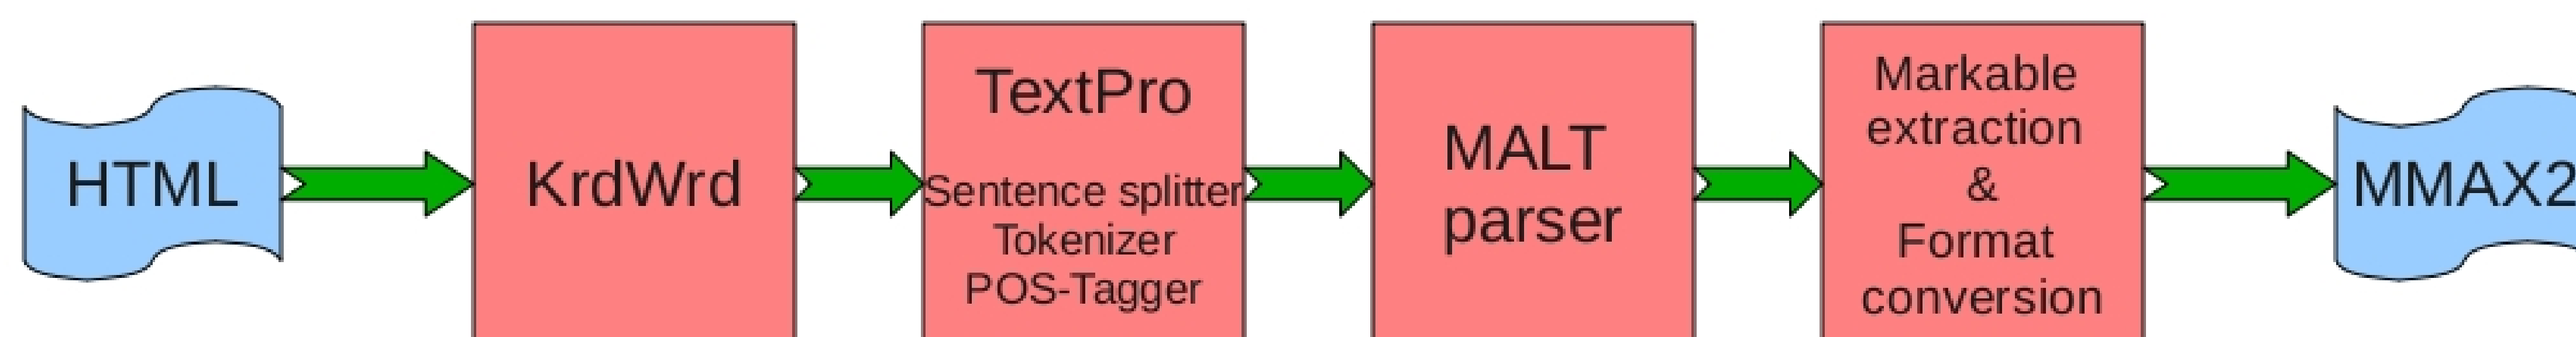 HTML
KrdWrd
TextPro
Sentence splitter
Tokenizer
POS-Tagger
MALT
parser
Markable
extraction
&
Format
conversion
MMAX2